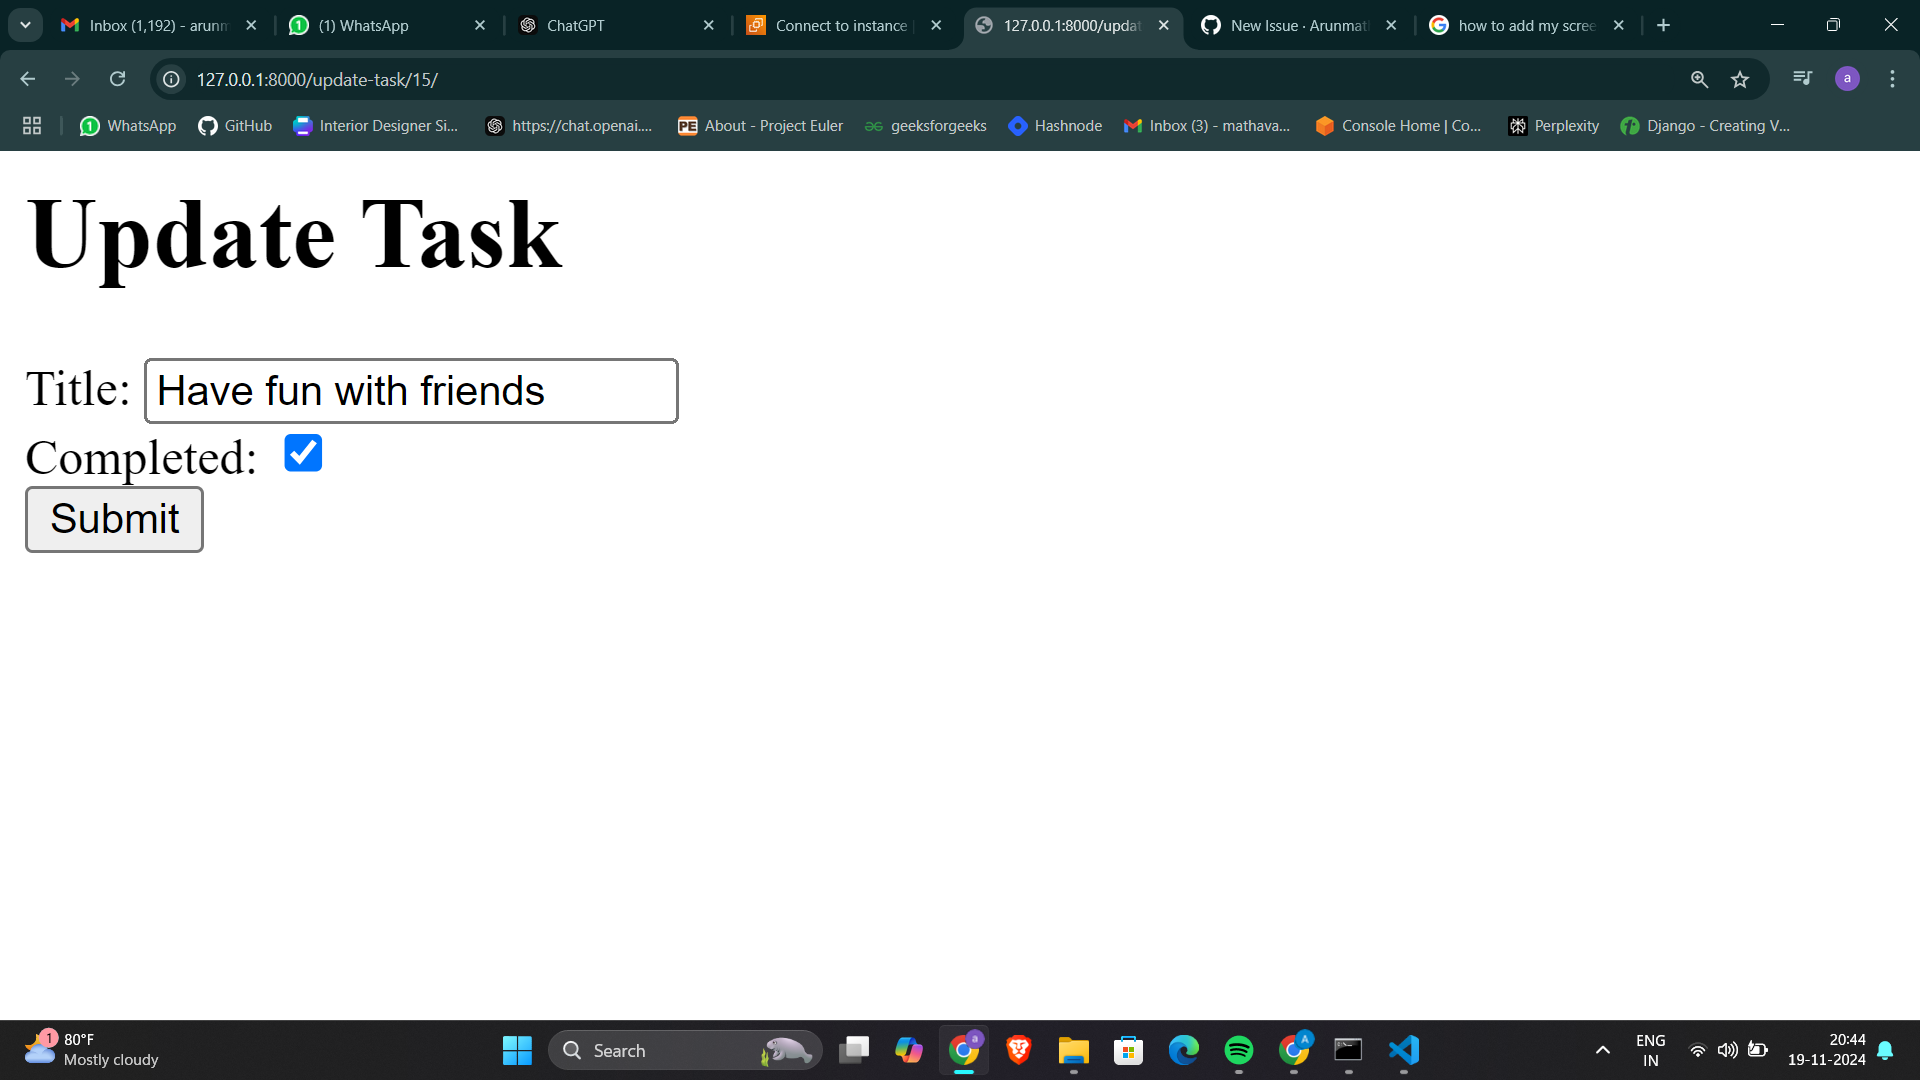 Inbox (1,192) - arunm
(1) WhatsApp
ChatGPT
Connect to instance
127.0.0.1:8000/updat
New Issue · Arunmat
how to add my scree
127.0.0.1:8000/update-task/15/
a
WhatsApp
GitHub
Interior Designer Si...
https://chat.openai....
PE
About - Project Euler
geeksforgeeks
Hashnode
Inbox (3) - mathava...
Console Home | Co...
Perplexity
Django - Creating V...
Update Task
Title: Have fun with friends
Completed:
Submit
1
80°F
Mostly cloudy
Search
a
A
ENG
IN
20:44
19-11-2024